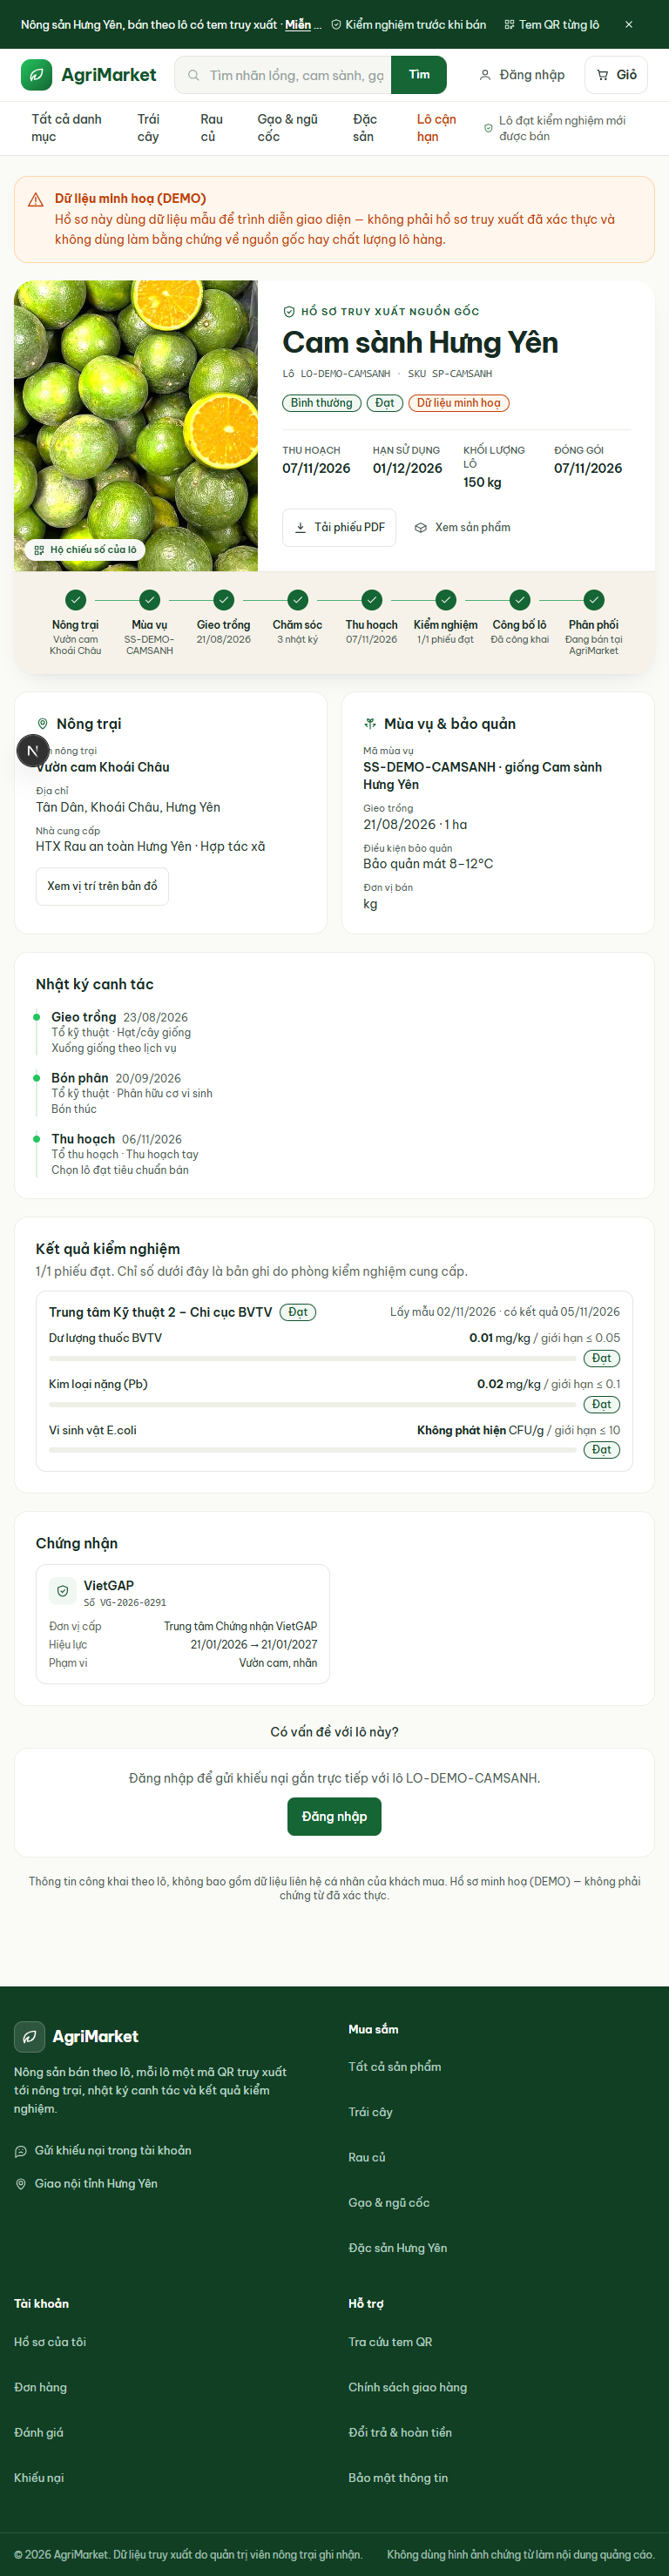 Nông sản Hưng Yên, bán theo lô có tem truy xuất · Miễn ...
Kiểm nghiệm trước khi bán
Tem QR từng lô
AgriMarket
Tìm nhãn lồng, cam sành, gạ
Tìm
Đăng nhập
Giỏ
Tất cả danh mục
Trái cây
Rau củ
Gạo & ngũ cốc
Đặc sản
Lô cận hạn
Lô đạt kiểm nghiệm mới được bán
Dữ liệu minh hoạ (DEMO)
Hồ sơ này dùng dữ liệu mẫu để trình diễn giao diện — không phải hồ sơ truy xuất đã xác thực và
không dùng làm bằng chứng về nguồn gốc hay chất lượng lô hàng.
Hộ chiếu số của lô
HỒ SƠ TRUY XUẤT NGUỒN GỐC
Cam sành Hưng Yên
Lô LO-DEMO-CAMSANH · SKU SP-CAMSANH
Bình thường
Đạt
Dữ liệu minh hoạ
THU HOẠCH
07/11/2026
HẠN SỬ DỤNG
01/12/2026
KHỐI LƯỢNG LÔ
150 kg
ĐÓNG GÓI
07/11/2026
Tải phiếu PDF
Xem sản phẩm
Nông trại
Vườn cam Khoái Châu
Mùa vụ
SS-DEMO-CAMSANH
Gieo trồng
21/08/2026
Chăm sóc
3 nhật ký
Thu hoạch
07/11/2026
Kiểm nghiệm
1/1 phiếu đạt
Công bố lô
Đã công khai
Phân phối
Đang bán tại AgriMarket
Nông trại
nông trại
Vườn cam Khoái Châu
Địa chỉ
Tân Dân, Khoái Châu, Hưng Yên
Nhà cung cấp
HTX Rau an toàn Hưng Yên · Hợp tác xã
Xem vị trí trên bản đồ
N
Mùa vụ & bảo quản
Mã mùa vụ
SS-DEMO-CAMSANH · giống Cam sành
Hưng Yên
Gieo trồng
21/08/2026 · 1 ha
Điều kiện bảo quản
Bảo quản mát 8–12°C
Đơn vị bán
kg
Nhật ký canh tác
Gieo trồng 23/08/2026
Tổ kỹ thuật · Hạt/cây giống
Xuống giống theo lịch vụ
Bón phân 20/09/2026
Tổ kỹ thuật · Phân hữu cơ vi sinh
Bón thúc
Thu hoạch 06/11/2026
Tổ thu hoạch · Thu hoạch tay
Chọn lô đạt tiêu chuẩn bán
Kết quả kiểm nghiệm
1/1 phiếu đạt. Chỉ số dưới đây là bản ghi do phòng kiểm nghiệm cung cấp.
Trung tâm Kỹ thuật 2 – Chi cục BVTV Đạt
Lấy mẫu 02/11/2026 · có kết quả 05/11/2026
Dư lượng thuốc BVTV
0.01 mg/kg / giới hạn ≤ 0.05
Đạt
Kim loại nặng (Pb)
0.02 mg/kg / giới hạn ≤ 0.1
Đạt
Vi sinh vật E.coli
Không phát hiện CFU/g / giới hạn ≤ 10
Đạt
Chứng nhận
VietGAP
Số VG-2026-0291
Đơn vị cấp Trung tâm Chứng nhận VietGAP
Hiệu lực 21/01/2026 → 21/01/2027
Phạm vi Vườn cam, nhãn
Có vấn đề với lô này?
Đăng nhập để gửi khiếu nại gắn trực tiếp với lô LO-DEMO-CAMSANH.
Đăng nhập
Thông tin công khai theo lô, không bao gồm dữ liệu liên hệ cá nhân của khách mua. Hồ sơ minh hoạ (DEMO) — không phải
chứng từ đã xác thực.
AgriMarket
Nông sản bán theo lô, mỗi lô một mã QR truy xuất
tới nông trại, nhật ký canh tác và kết quả kiểm
nghiệm.
Gửi khiếu nại trong tài khoản
Giao nội tỉnh Hưng Yên
Mua sắm
Tất cả sản phẩm
Trái cây
Rau củ
Gạo & ngũ cốc
Đặc sản Hưng Yên
Tài khoản
Hồ sơ của tôi
Đơn hàng
Đánh giá
Khiếu nại
Hỗ trợ
Tra cứu tem QR
Chính sách giao hàng
Đổi trả & hoàn tiền
Bảo mật thông tin
© 2026 AgriMarket. Dữ liệu truy xuất do quản trị viên nông trại ghi nhận.
Không dùng hình ảnh chứng từ làm nội dung quảng cáo.